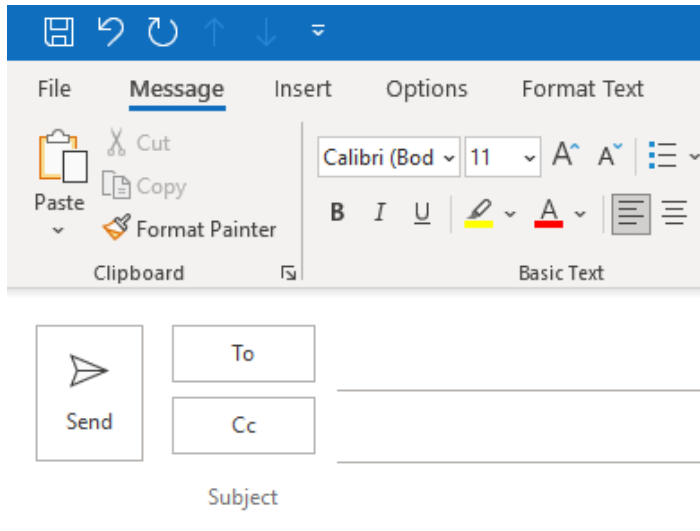 File Message Insert Options Format Text
Cut
Calibri (Bod 11 A A
Copy
Paste
B I U A
Format Painter
Clipboard Basic Text
To
Send
Cc
Subject